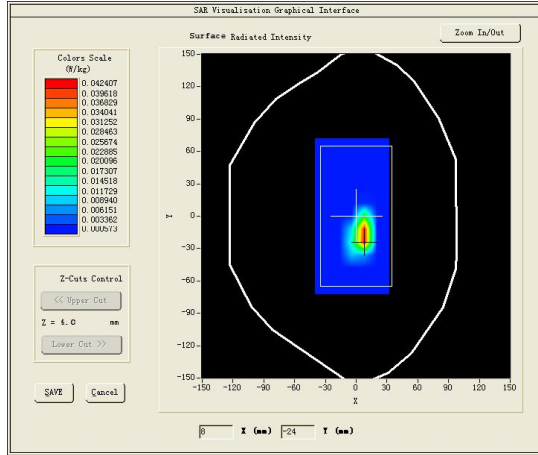 SAR Visualisation Graphical Interface
Surface Radiated Intensity
Zoom In/Out
Colors Scale
(W/kg)
0.042407
0.039618
0.036829
0.034041
0.031252
0.028463
0.025674
0.022885
0.020096
0.017307
0.014518
0.011729
0.008940
0.006151
0.003362
0.000573
Z-Cuts Control
<< Upper Cut
Z = 4.0 mm
Lower Cut >>
SAVE
Cancel
150
120
90
60
30
0
-30
-60
-90
-120
-150
Y
-150 -120 -90 -60 -30 0 30 60 90 120 150
X
8 X (mm) -24 Y (mm)